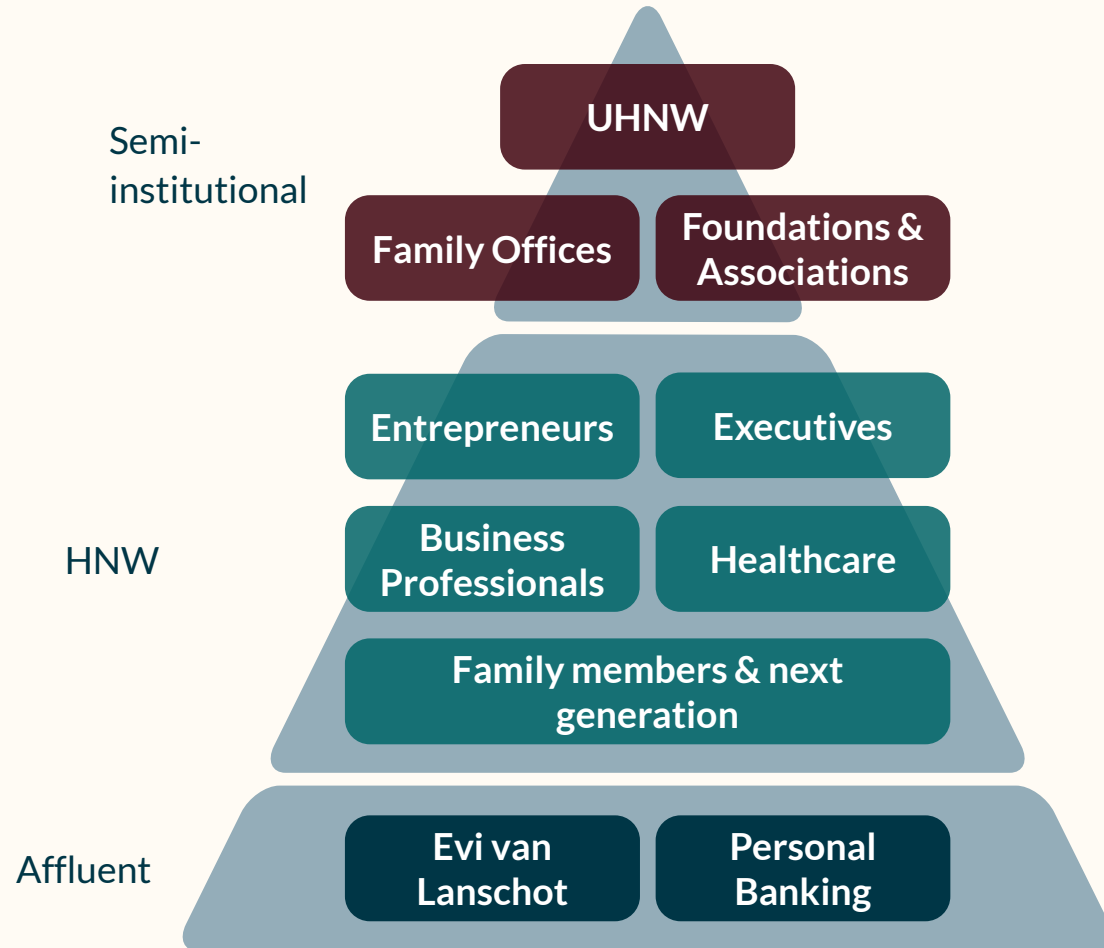 UHNW
Semi-
institutional
Family Offices
Foundations &
Associations
Entrepreneurs
Executives
HNW
Business
Professionals
Healthcare
Family members & next
generation
Affluent
Evi van
Lanschot
Personal
Banking